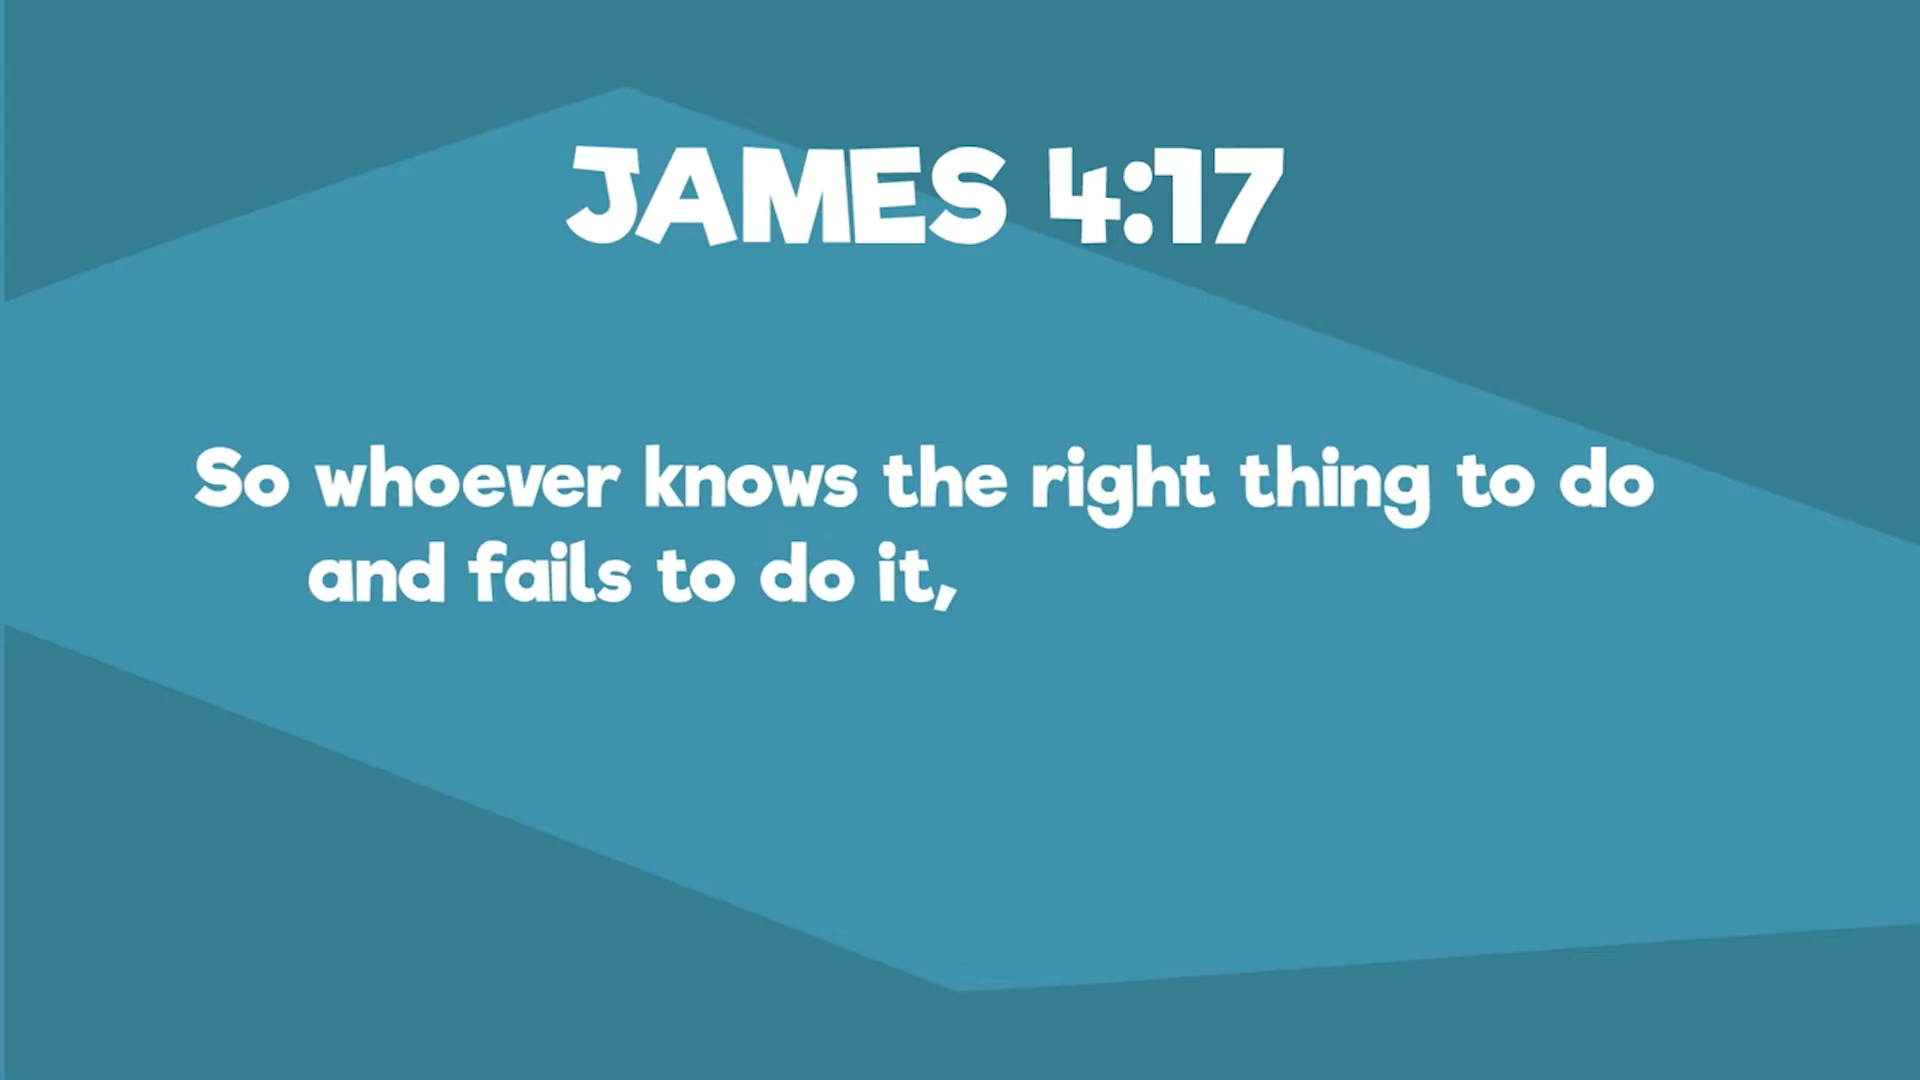 JAMES 4:17
So whoever knows the right thing to do
and fails to do it,